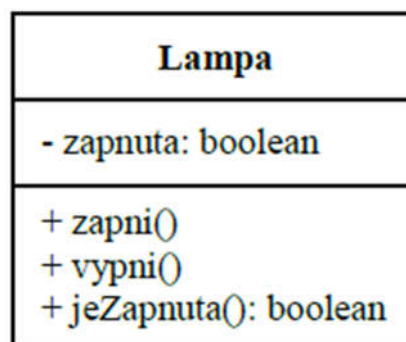 Lampa
- zapnuta: boolean
+ zapni()
+ vypni()
+ jeZapnuta(): boolean